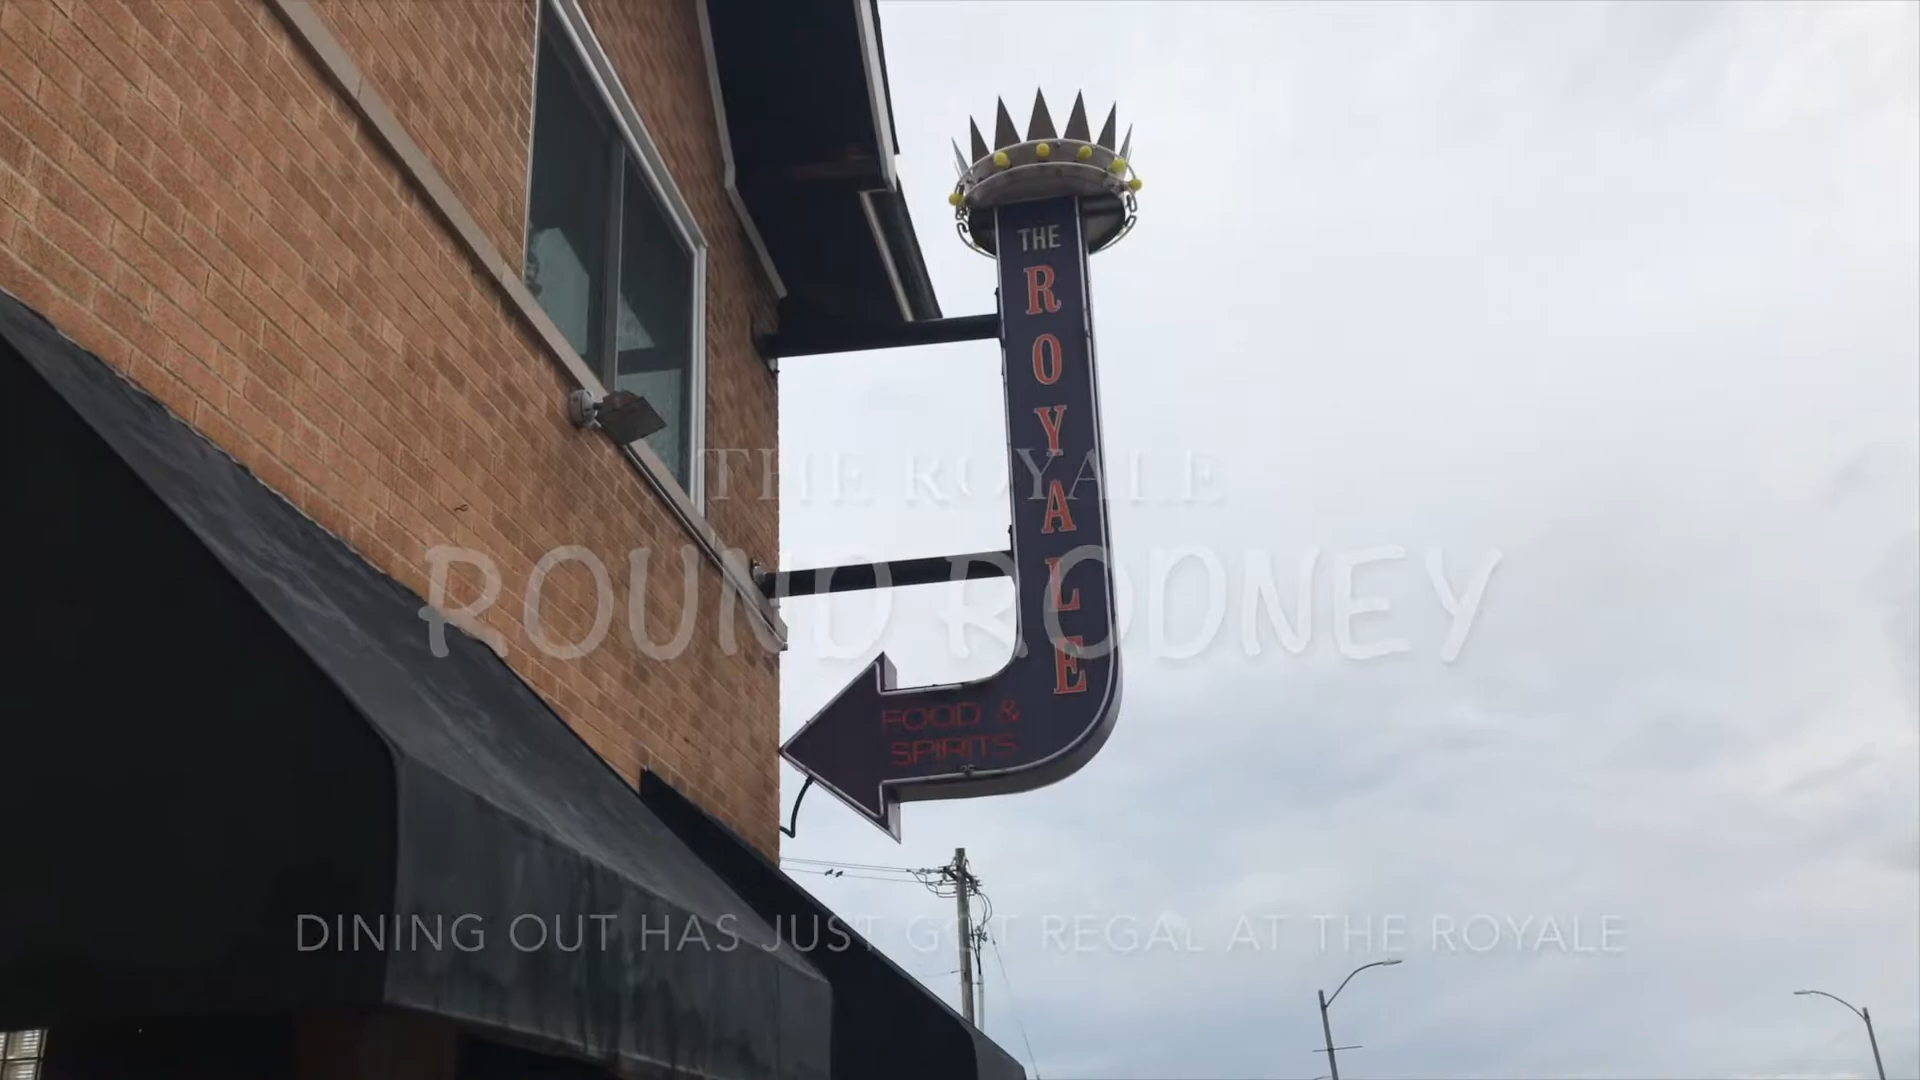 THE
ROYALE
FOOD &
SPIRITS
THE ROYALE
ROUND RODNEY
DINING OUT HAS JUST GOT REGAL AT THE ROYALE